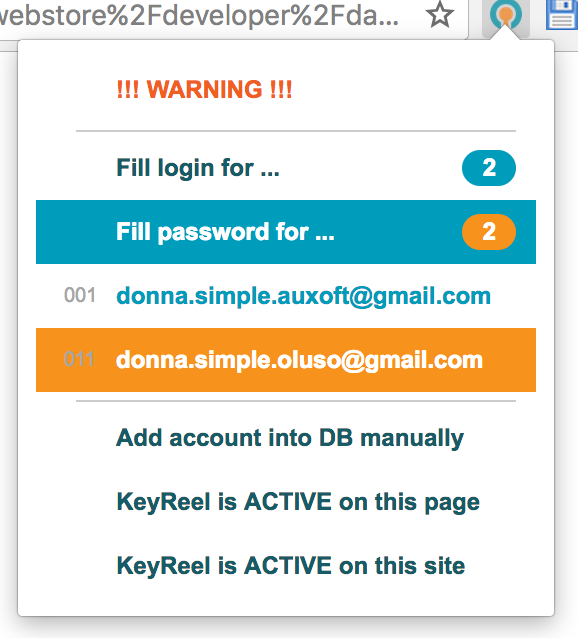 webstore%2Fdeveloper%2Fda...
!!! WARNING !!!
Fill login for ... 2
Fill password for ... 2
001 donna.simple.auxoft@gmail.com
011 donna.simple.oluso@gmail.com
Add account into DB manually
KeyReel is ACTIVE on this page
KeyReel is ACTIVE on this site